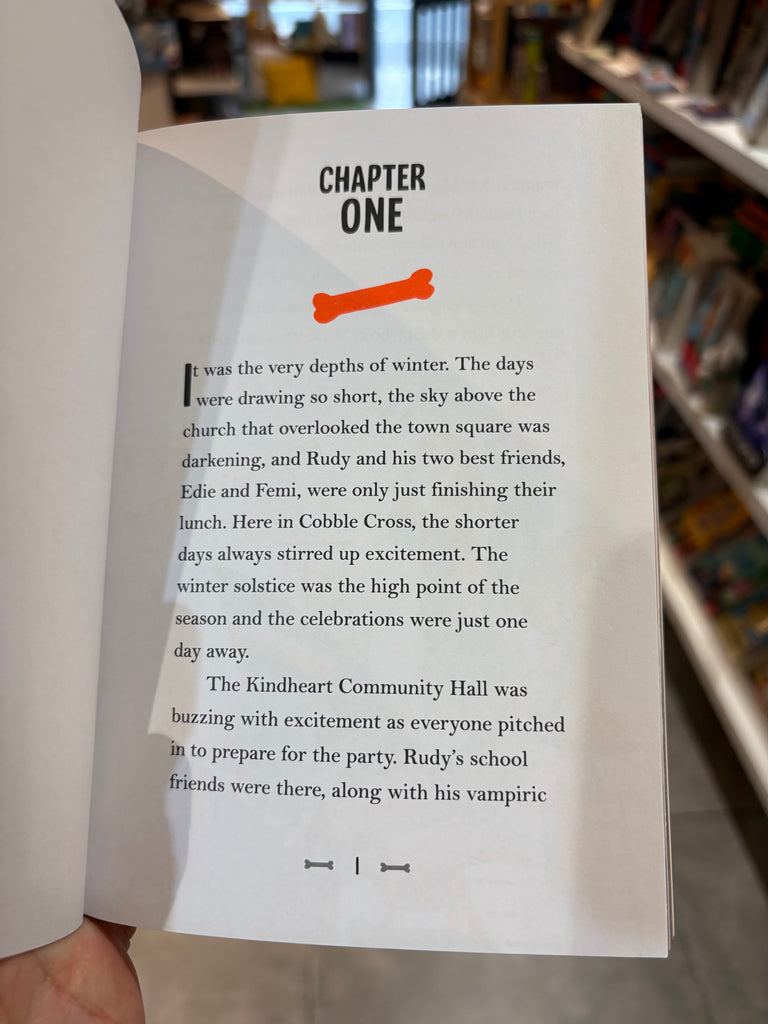 CHAPTER
ONE
It was the very depths of winter. The days
were drawing so short, the sky above the
church that overlooked the town square was
darkening, and Rudy and his two best friends,
Edie and Femi, were only just finishing their
lunch. Here in Cobble Cross, the shorter
days always stirred up excitement. The
winter solstice was the high point of the
season and the celebrations were just one
day away.
The Kindheart Community Hall was
buzzing with excitement as everyone pitched
in to prepare for the party. Rudy’s school
friends were there, along with his vampiric
1